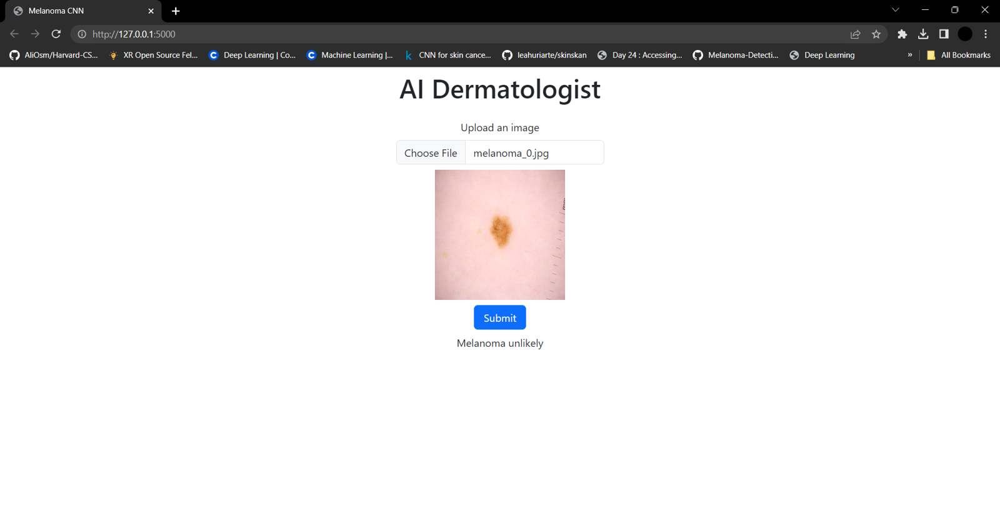 Melanoma CNN
http://127.0.0.1:5000
AliOsm/Harvard-CS...
XR Open Source Fel...
Deep Learning | Co...
Machine Learning |...
CNN for skin cance...
leahuriarte/skinskan
Day 24 : Accessing...
Melanoma-Detecti...
Deep Learning
»
All Bookmarks
AI Dermatologist
Upload an image
Choose File
melanoma_0.jpg
Submit
Melanoma unlikely